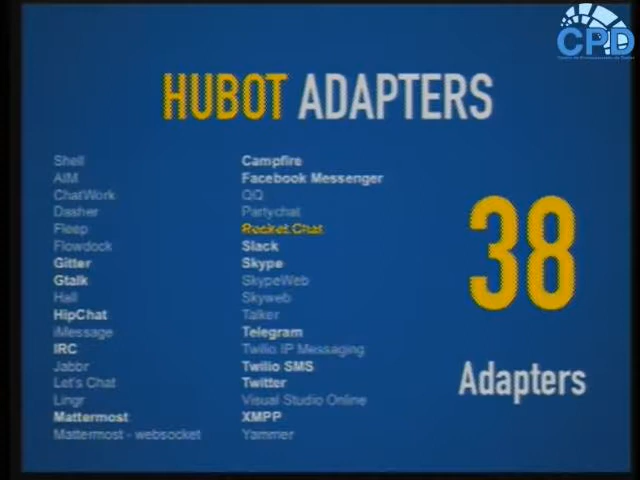 CPD
HUBOT ADAPTERS
Shell
AIM
ChatWork
Dasher
Fleep
Flowdock
Gitter
Gtalk
Hall
HipChat
iMessage
IRC
Jabbr
Let's Chat
Lingr
Mattermost
Mattermost - websocket
Campfire
Facebook Messenger
QQ
Partychat
Rocket.Chat
Slack
Skype
SkypeWeb
Skyweb
Talker
Telegram
Twilio IP Messaging
Twilio SMS
Twitter
Visual Studio Online
XMPP
Yammer
38
Adapters